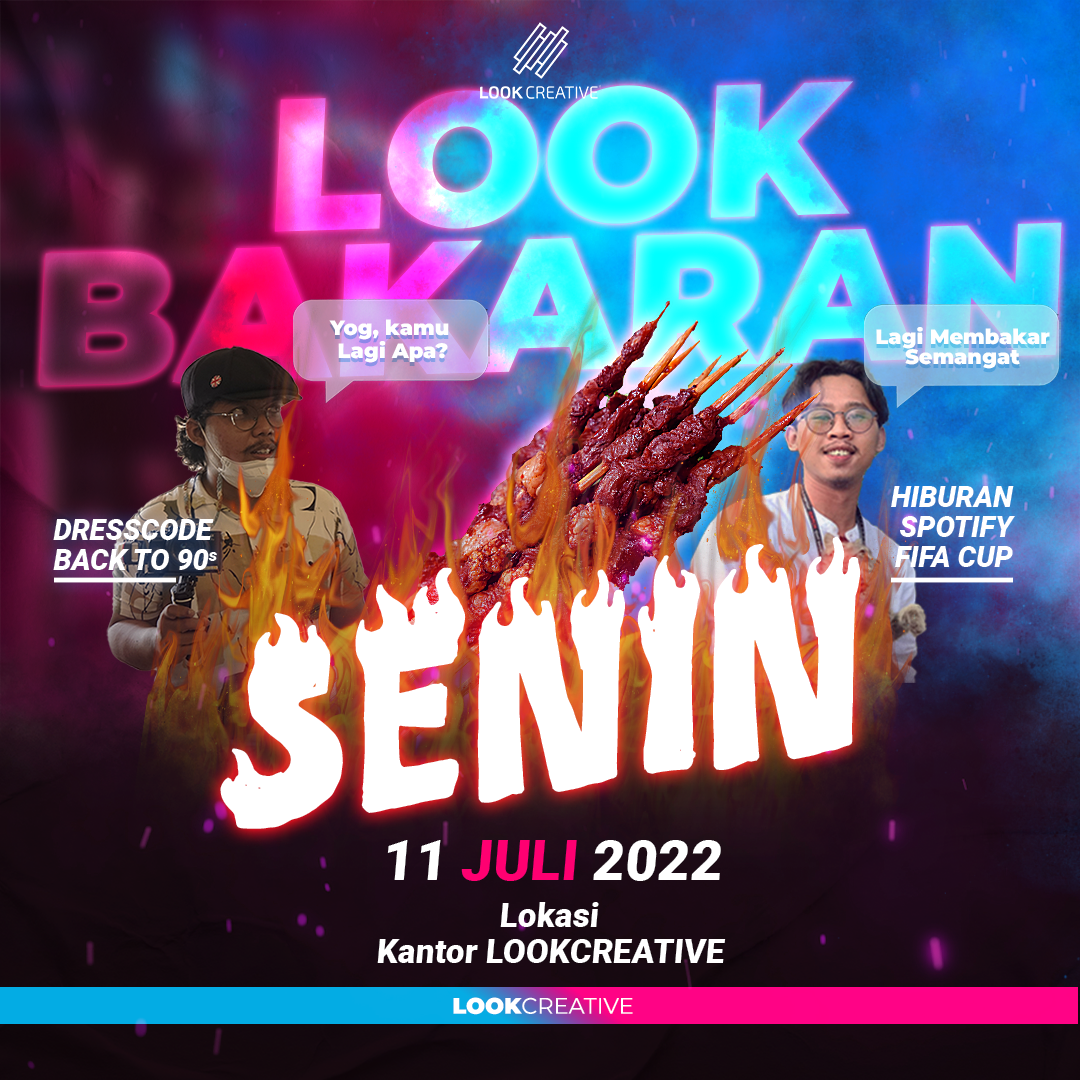 LOOK CREATIVE
LOOK
BAKARAN
Yog, kamu
Lagi Apa?
Lagi Membakar
Semangat
DRESSCODE
BACK TO 90s
HIBURAN
SPOTIFY
FIFA CUP
SENIN
11 JULI 2022
Lokasi
Kantor LOOKCREATIVE
LOOKCREATIVE